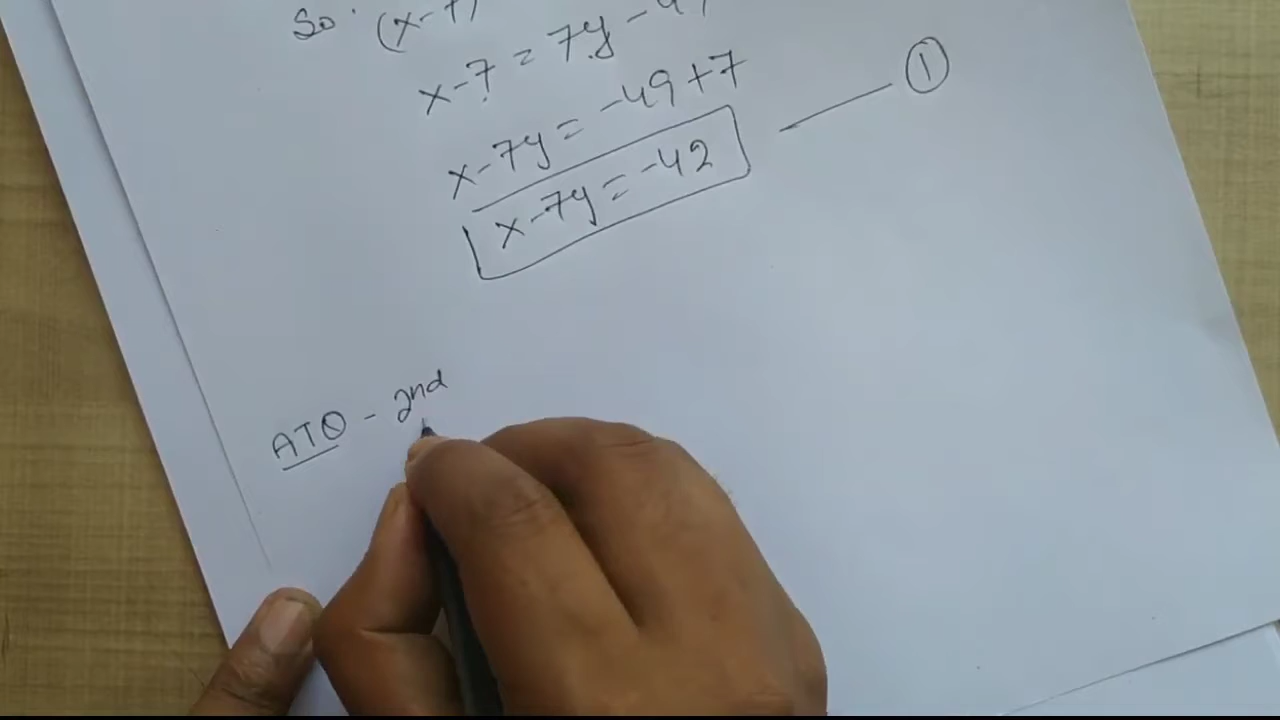 So (x-7)
x-7 = 7y-49
x-7y = -49+7
x-7y = -42
①
ATQ - 2nd